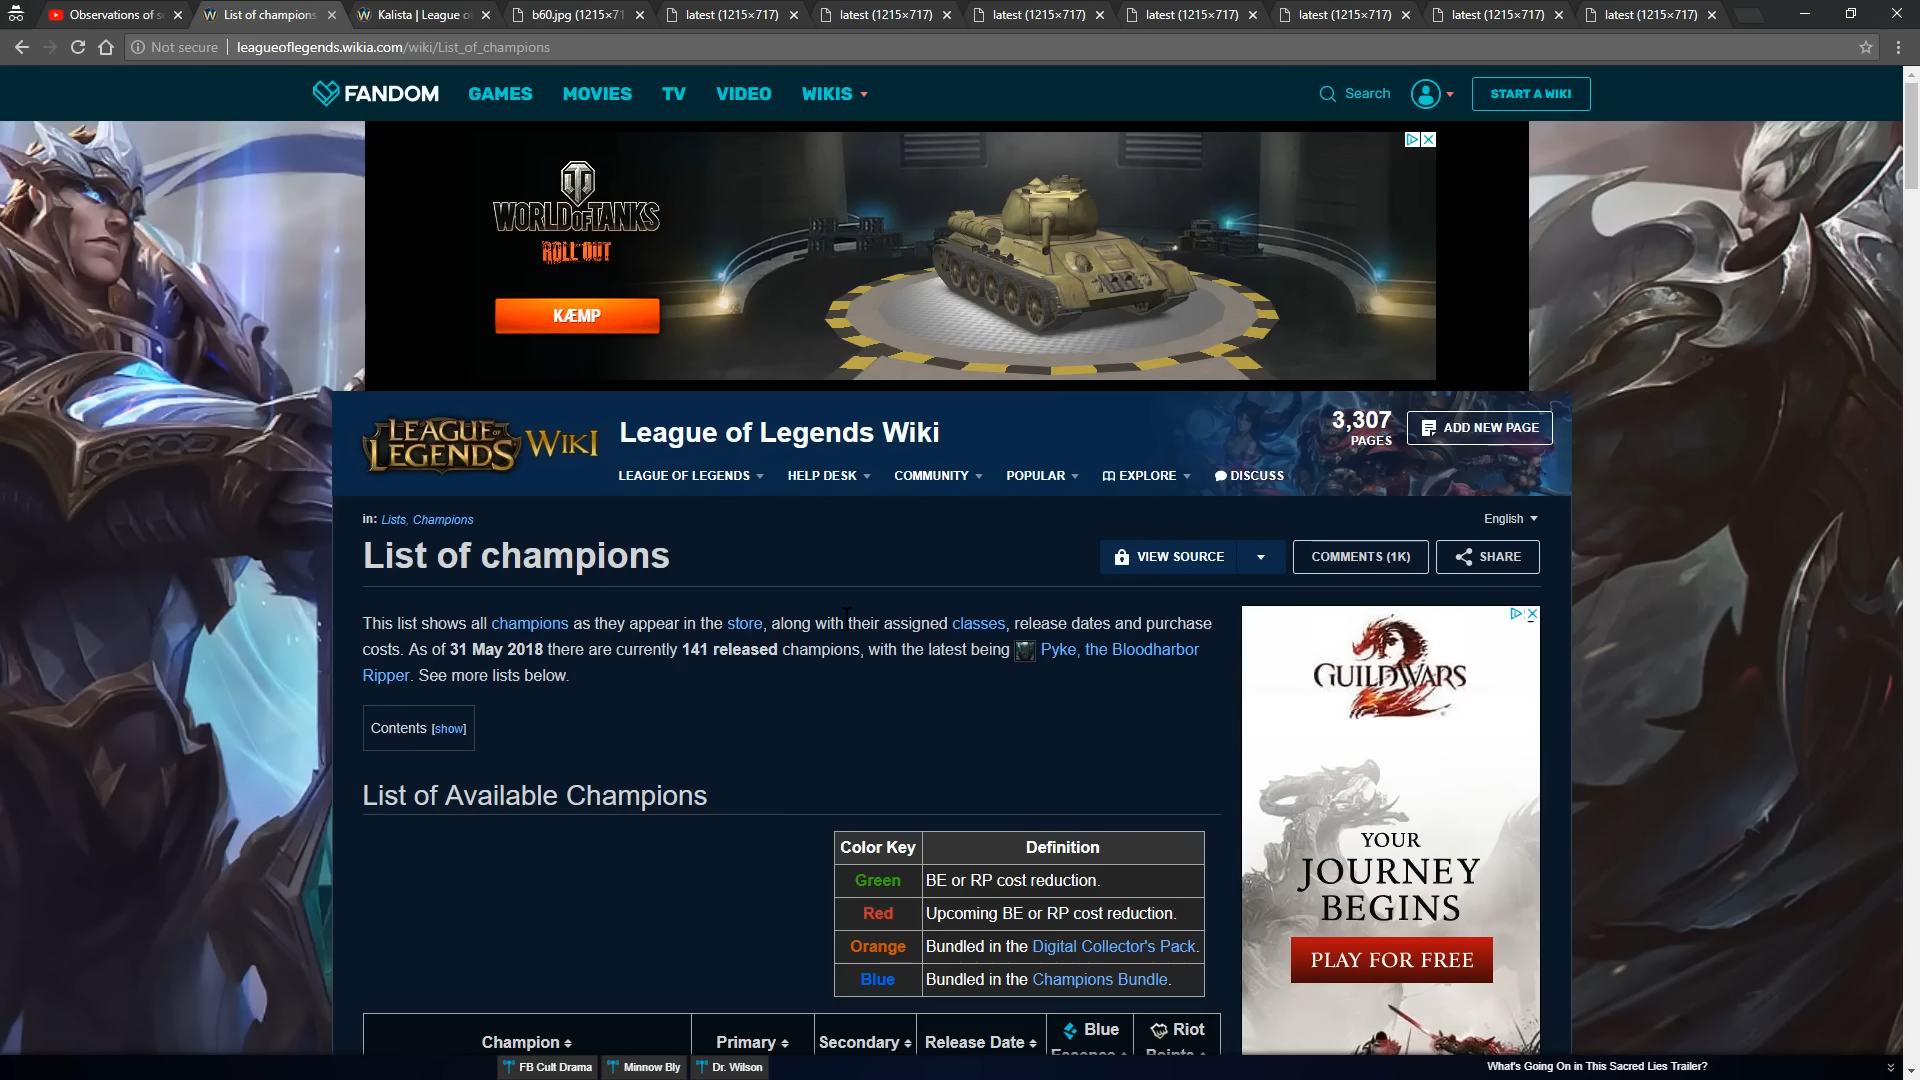 Observations of s
List of champions
Kalista | League o
b60.jpg (1215×71
latest (1215×717)
latest (1215×717)
latest (1215×717)
latest (1215×717)
latest (1215×717)
latest (1215×717)
latest (1215×717)
Not secure
leagueoflegends.wikia.com/wiki/List_of_champions
FANDOM
GAMES
MOVIES
TV
VIDEO
WIKIS
Search
START A WIKI
WORLD OF TANKS
ROLL OUT
KÆMP
LEAGUE OF LEGENDS WIKI
League of Legends Wiki
3,307
PAGES
ADD NEW PAGE
LEAGUE OF LEGENDS
HELP DESK
COMMUNITY
POPULAR
EXPLORE
DISCUSS
in: Lists, Champions
English
List of champions
VIEW SOURCE
COMMENTS (1K)
SHARE
This list shows all champions as they appear in the store, along with their assigned classes, release dates and purchase
costs. As of 31 May 2018 there are currently 141 released champions, with the latest being Pyke, the Bloodharbor
Ripper. See more lists below.
Contents [show]
List of Available Champions
Color Key Definition
Green BE or RP cost reduction.
Red Upcoming BE or RP cost reduction.
Orange Bundled in the Digital Collector's Pack.
Blue Bundled in the Champions Bundle.
Champion Primary Secondary Release Date Blue Essence Riot Points
GUILD WARS
YOUR
JOURNEY
BEGINS
PLAY FOR FREE
FB Cult Drama
Minnow Bly
Dr. Wilson
What's Going On in This Sacred Lies Trailer?